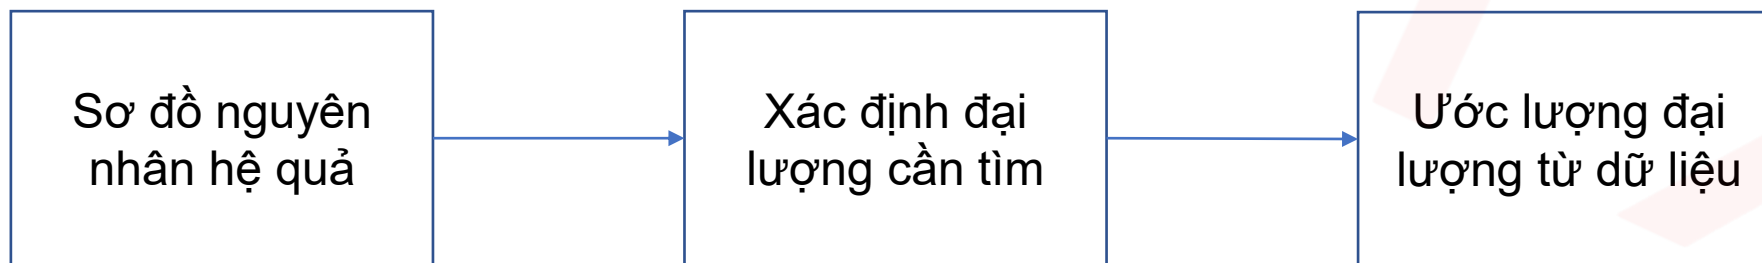 Sơ đồ nguyên
nhân hệ quả
Xác định đại
lượng cần tìm
Ước lượng đại
lượng từ dữ liệu